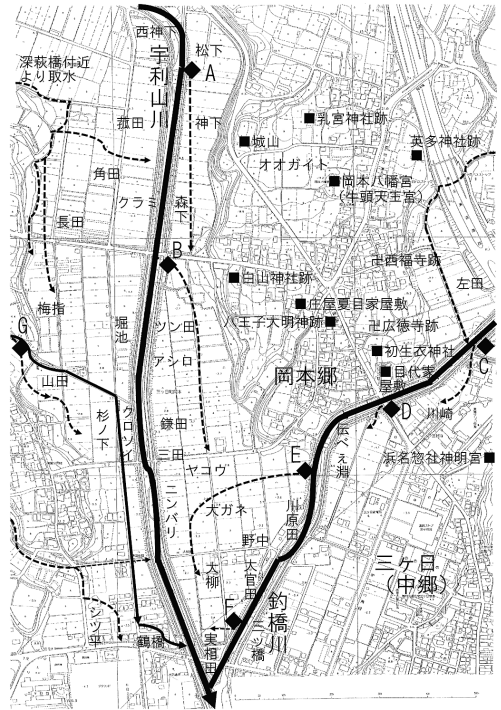 西神下
松下
宇利山川
A
深萩橋付近
より取水
神下
菰田
■乳宮神社跡
■城山
英多神社跡
■
オオガイト
角田
■岡本八幡宮
(牛頭天王宮)
クラミ
森下
長田
B
卍西福寺跡
■白山神社跡
左田
梅指
■庄屋夏目家屋敷
ソン田
八王子大明神跡■
卍広徳寺跡
堀池
G
アシロ
■初生衣神社
C
山田
岡本郷
■目代家
屋敷
クロゾイ
杉ノ下
D
川崎
鎌田
伝べぇ淵
三田
E
ヤコウ
浜名惣社神明宮■
ニンバリ
大ガネ
川原田
野中
三ヶ日
(中郷)
大柳
大官田
釣橋川
F
シツ平
鶴橋
実相田
三ツ橋